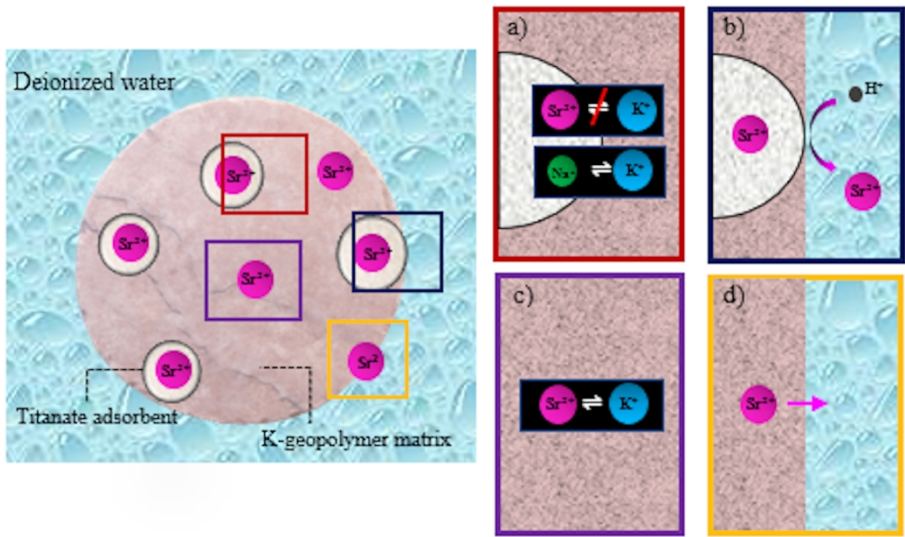 Deionized water
Sr²⁺
Sr²⁺
Sr²⁺
Sr²⁺
Sr²⁺
Sr²⁺
Sr²
Titanate adsorbent
K-geopolymer matrix
a)
Sr²⁺ ⇌ K⁺
Na⁺ ⇌ K⁺
b)
H⁺
Sr²⁺
Sr²⁺
c)
Sr²⁺ ⇌ K⁺
d)
Sr²⁺